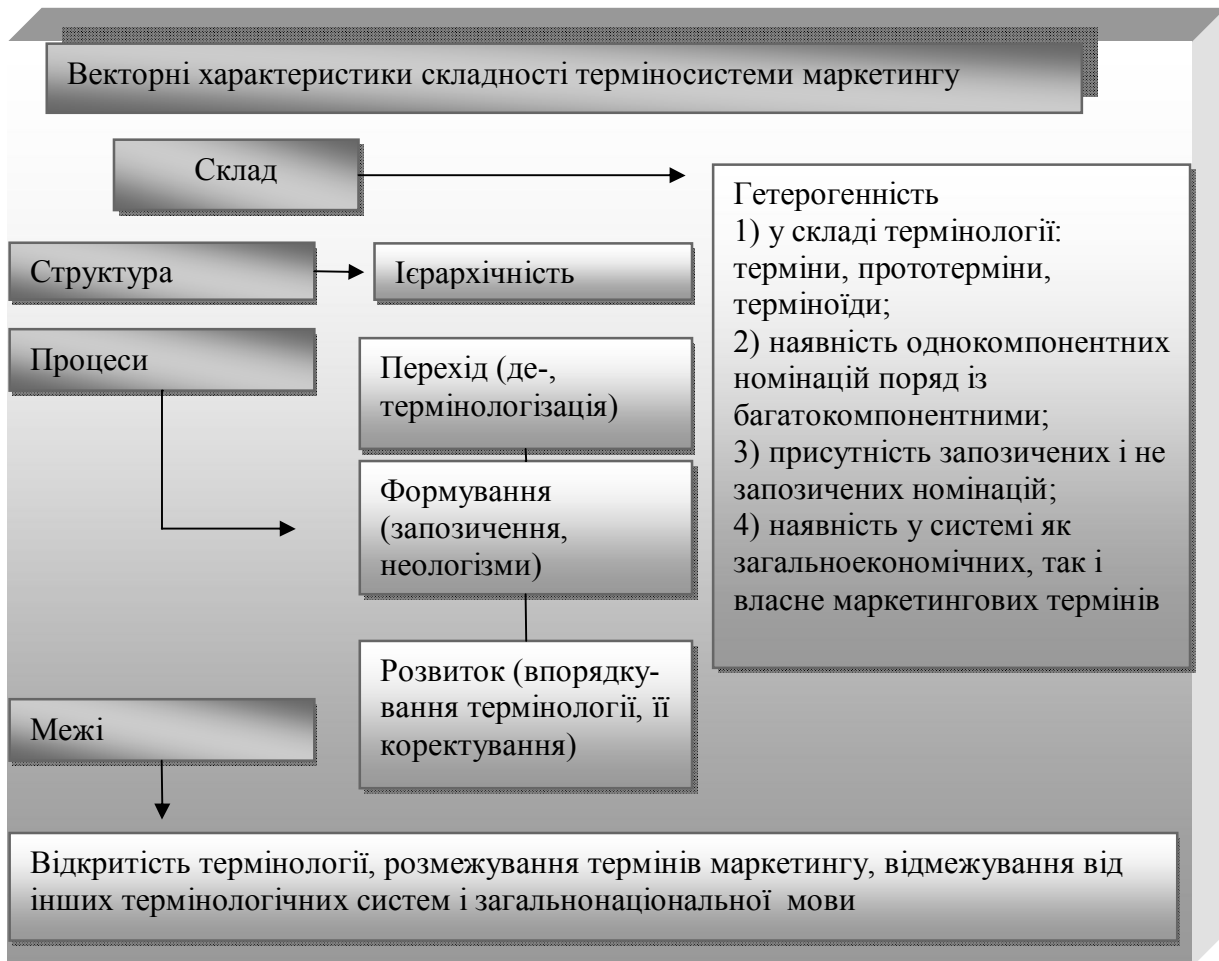 Векторні характеристики складності терміносистеми маркетингу
Склад
Гетерогенність
1) у складі термінології:
терміни, прототерміни,
терміноїди;
2) наявність однокомпонентних
номінацій поряд із
багатокомпонентними;
3) присутність запозичених і не
запозичених номінацій;
4) наявність у системі як
загальноекономічних, так і
власне маркетингових термінів
Структура
Ієрархічність
Процеси
Перехід (де-,
термінологізація)
Формування
(запозичення,
неологізми)
Розвиток (впорядку-
вання термінології, її
коректування)
Межі
Відкритість термінології, розмежування термінів маркетингу, відмежування від
інших термінологічних систем і загальнонаціональної мови